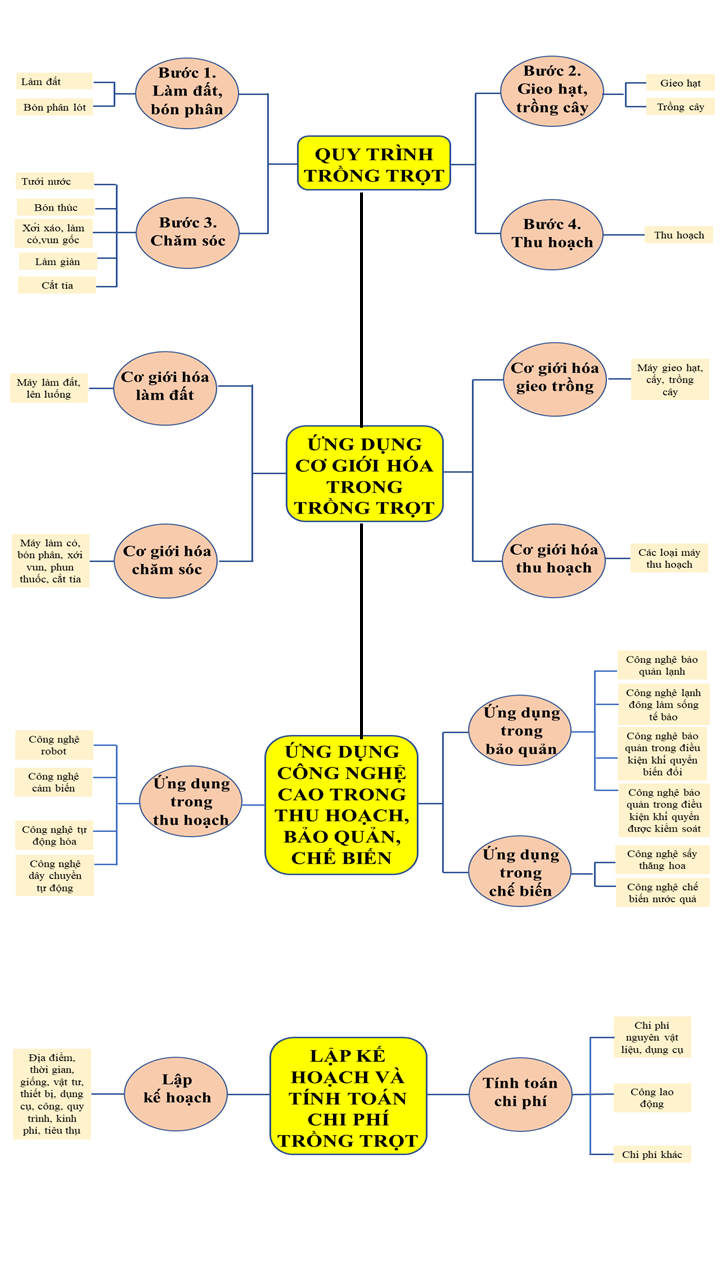 QUY TRÌNH
TRỒNG TRỌT
Bước 1.
Làm đất,
bón phân
Làm đất
Bón phân lót
Bước 2.
Gieo hạt,
trồng cây
Gieo hạt
Trồng cây
Bước 3.
Chăm sóc
Tưới nước
Bón thúc
Xới xáo, làm
cỏ,vun gốc
Làm giàn
Cắt tỉa
Bước 4.
Thu hoạch
Thu hoạch
ỨNG DỤNG
CƠ GIỚI HÓA
TRONG
TRỒNG TRỌT
Cơ giới hóa
làm đất
Máy làm đất,
lên luống
Cơ giới hóa
gieo trồng
Máy gieo hạt,
cấy, trồng
cây
Cơ giới hóa
chăm sóc
Máy làm cỏ,
bón phân, xới
vun, phun
thuốc, cắt tỉa
Cơ giới hóa
thu hoạch
Các loại máy
thu hoạch
ỨNG DỤNG
CÔNG NGHỆ
CAO TRONG
THU HOẠCH,
BẢO QUẢN,
CHẾ BIẾN
Ứng dụng
trong
thu hoạch
Công nghệ
robot
Công nghệ
cảm biến
Công nghệ tự
động hóa
Công nghệ
dây chuyền
tự động
Ứng dụng
trong
bảo quản
Công nghệ bảo
quản lạnh
Công nghệ lạnh
đông làm sống
tế bào
Công nghệ bảo
quản trong điều
kiện khí quyển
biến đổi
Công nghệ bảo
quản trong điều
kiện khí quyển
được kiểm soát
Ứng dụng
trong
chế biến
Công nghệ sấy
thăng hoa
Công nghệ chế
biến nước quả
LẬP KẾ
HOẠCH VÀ
TÍNH TOÁN
CHI PHÍ
TRỒNG TRỌT
Lập
kế hoạch
Địa điểm,
thời gian,
giống, vật tư,
thiết bị, dụng
cụ, công, quy
trình, kinh
phí, tiêu thụ
Tính toán
chi phí
Chi phí
nguyên vật
liệu, dụng cụ
Công lao
động
Chi phí khác